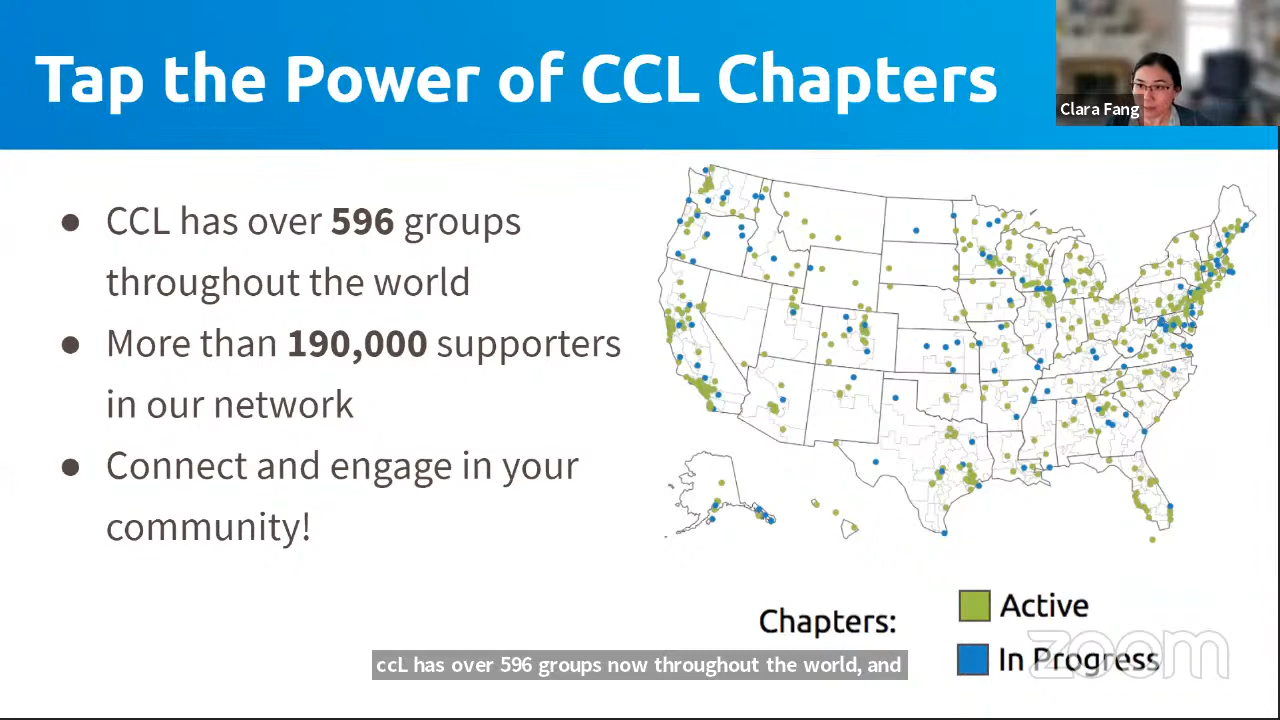 Tap the Power of CCL Chapters
Clara Fang
● CCL has over 596 groups
throughout the world
● More than 190,000 supporters
in our network
● Connect and engage in your
community!
Chapters:
Active
In Progress
zoom
ccL has over 596 groups now throughout the world, and